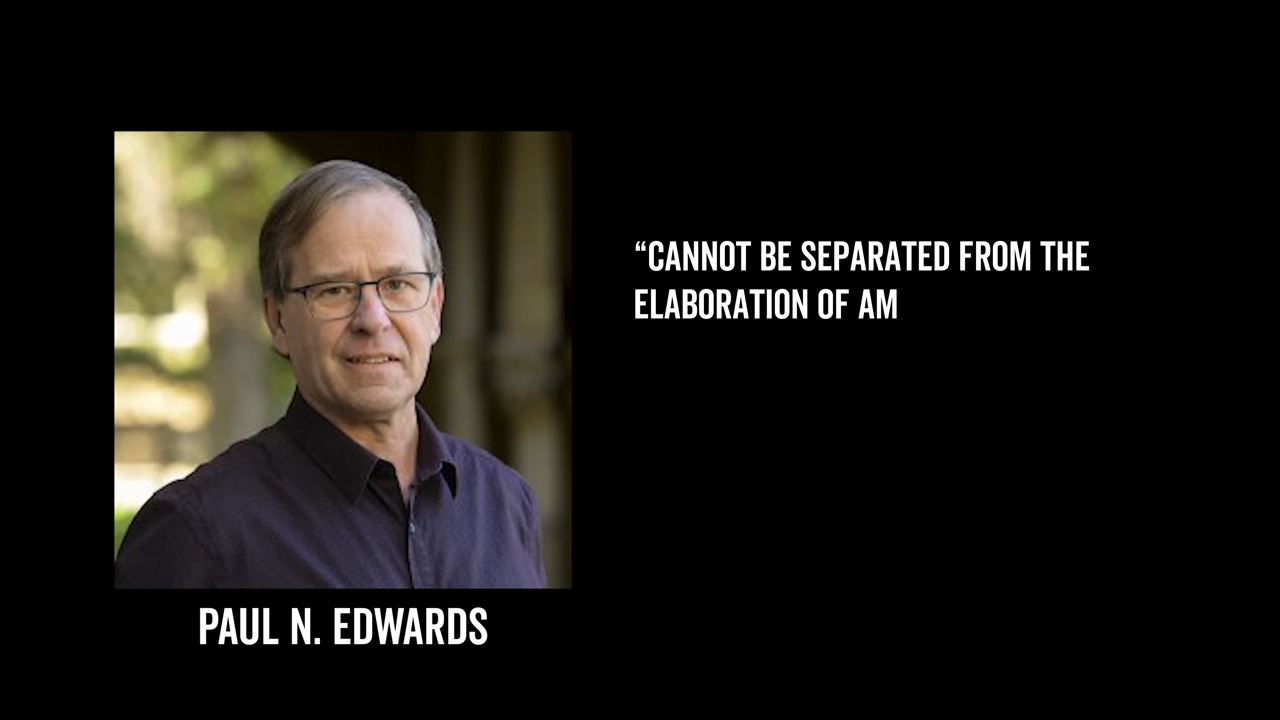 “CANNOT BE SEPARATED FROM THE
ELABORATION OF AM
PAUL N. EDWARDS